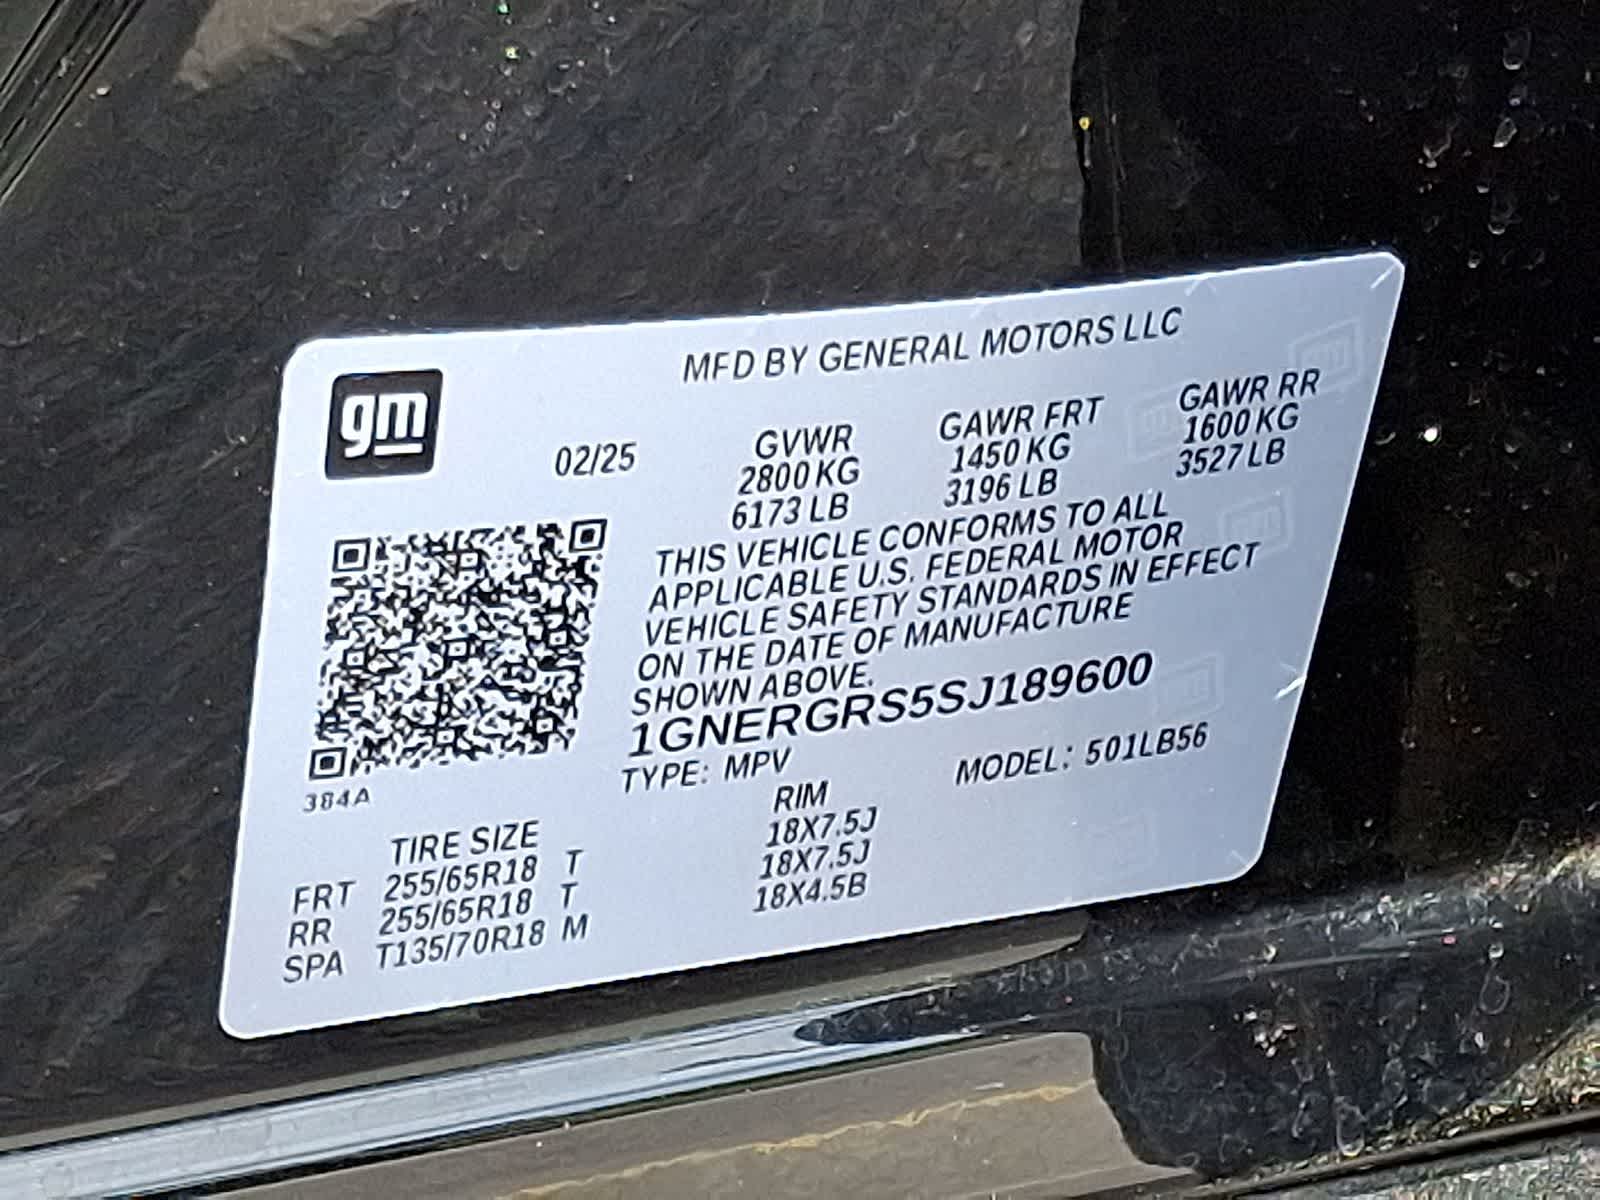 gm
MFD BY GENERAL MOTORS LLC
02/25
GVWR
2800 KG
6173 LB
GAWR FRT
1450 KG
3196 LB
GAWR RR
1600 KG
3527 LB
THIS VEHICLE CONFORMS TO ALL
APPLICABLE U.S. FEDERAL MOTOR
VEHICLE SAFETY STANDARDS IN EFFECT
ON THE DATE OF MANUFACTURE
SHOWN ABOVE.
1GNERGRS5SJ189600
TYPE: MPV MODEL: 501LB56
384A
TIRE SIZE RIM
FRT 255/65R18 T 18X7.5J
RR 255/65R18 T 18X7.5J
SPA T135/70R18 M 18X4.5B